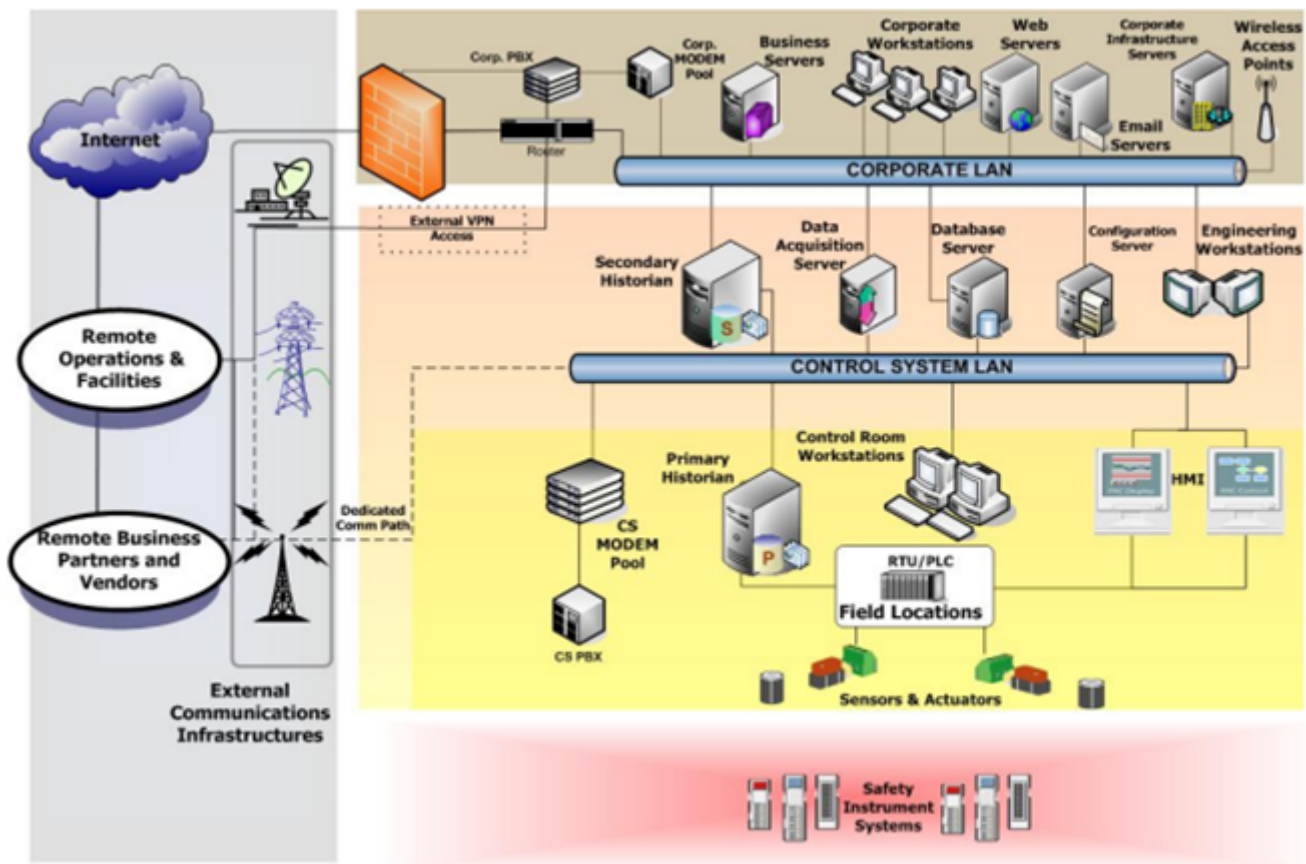 Corp. PBX
Corp.
MODEM
Pool
Business
Servers
Corporate
Workstations
Web
Servers
Corporate
Infrastructure
Servers
Wireless
Access
Points
Internet
Router
Email
Servers
CORPORATE LAN
External VPN
Access
Secondary
Historian
S
Data
Acquisition
Server
Database
Server
Configuration
Server
Engineering
Workstations
Remote
Operations &
Facilities
CONTROL SYSTEM LAN
Dedicated
Comm Path
Remote Business
Partners and
Vendors
CS
MODEM
Pool
CS PBX
Primary
Historian
P
Control Room
Workstations
HMI
RTU/PLC
Field Locations
Sensors & Actuators
External
Communications
Infrastructures
Safety
Instrument
Systems